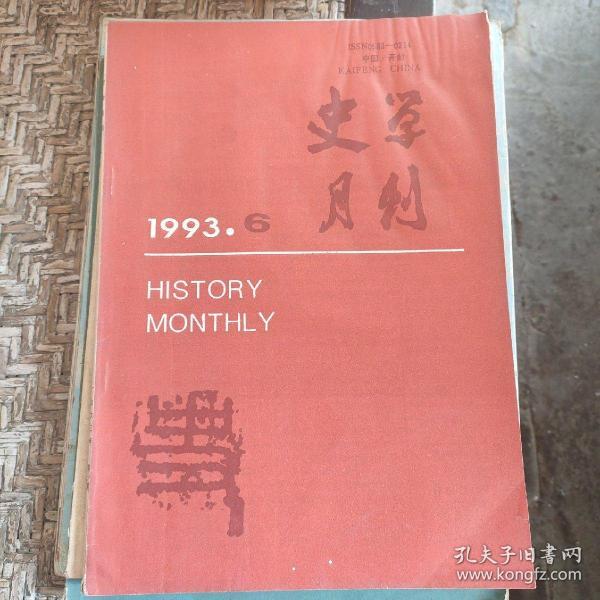 ISSN0583—0214
中国·开封
KAIFENG CHINA
史学
月刊
1993.6
HISTORY
MONTHLY
孔夫子旧书网
www.kongfz.com